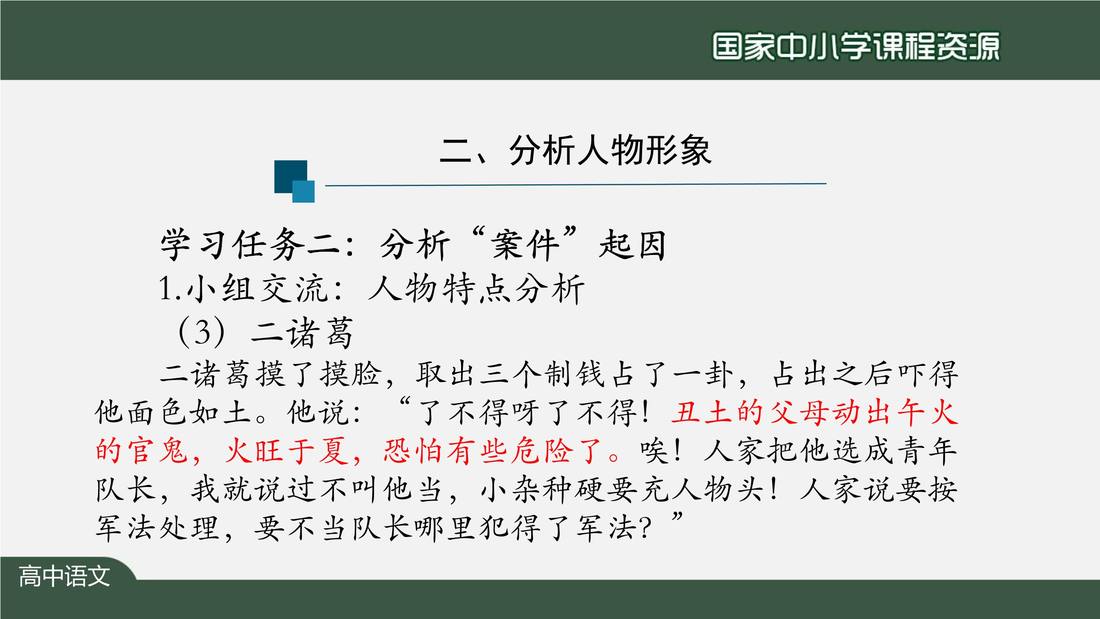 国家中小学课程资源
二、分析人物形象
学习任务二：分析“案件”起因
1.小组交流：人物特点分析
（3）二诸葛
二诸葛摸了摸脸，取出三个制钱占了一卦，占出之后吓得
他面色如土。他说：“了不得呀了不得！丑土的父母动出午火
的官鬼，火旺于夏，恐怕有些危险了。唉！人家把他选成青年
队长，我就说过不叫他当，小杂种硬要充人物头！人家说要按
军法处理，要不当队长哪里犯得了军法？”
高中语文